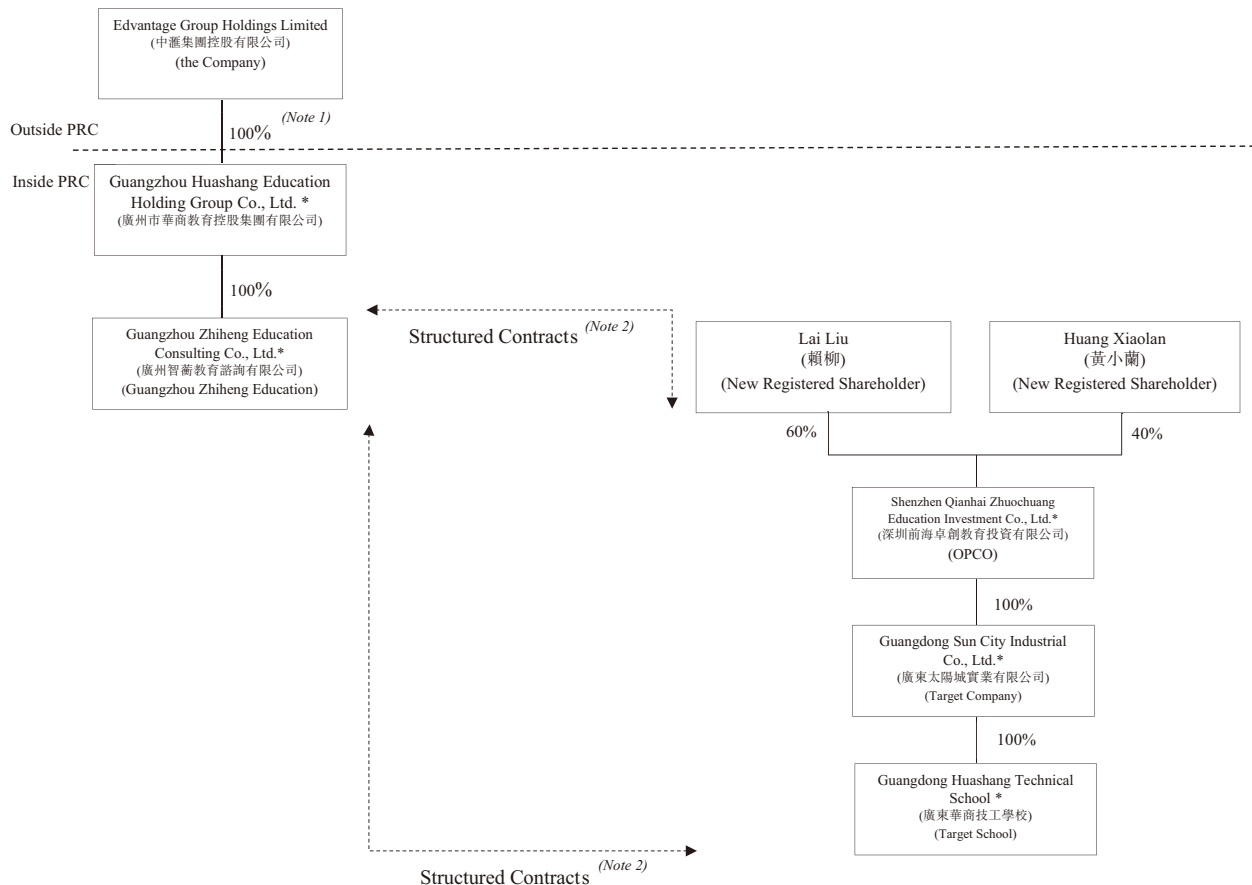 Edvantage Group Holdings Limited
(中滙集團控股有限公司)
(the Company)
(Note 1)
100%
Outside PRC
Inside PRC
Guangzhou Huashang Education
Holding Group Co., Ltd. *
(廣州市華商教育控股集團有限公司)
100%
Guangzhou Zhiheng Education
Consulting Co., Ltd.*
(廣州智蘅教育諮詢有限公司)
(Guangzhou Zhiheng Education)
Structured Contracts (Note 2)
Lai Liu
(賴柳)
(New Registered Shareholder)
Huang Xiaolan
(黃小蘭)
(New Registered Shareholder)
60%
40%
Shenzhen Qianhai Zhuochuang
Education Investment Co., Ltd.*
(深圳前海卓創教育投資有限公司)
(OPCO)
100%
Guangdong Sun City Industrial
Co., Ltd.*
(廣東太陽城實業有限公司)
(Target Company)
100%
Guangdong Huashang Technical
School *
(廣東華商技工學校)
(Target School)
Structured Contracts (Note 2)